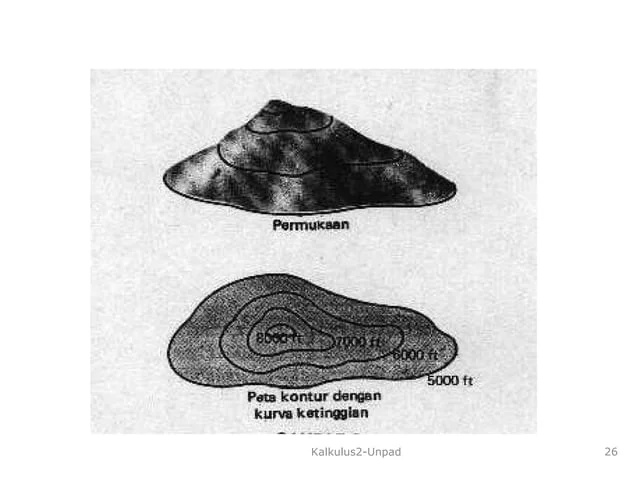 Permukaan
8000 ft
7000 ft
6000 ft
5000 ft
Peta kontur dengan
kurva ketinggian
Kalkulus2-Unpad
26